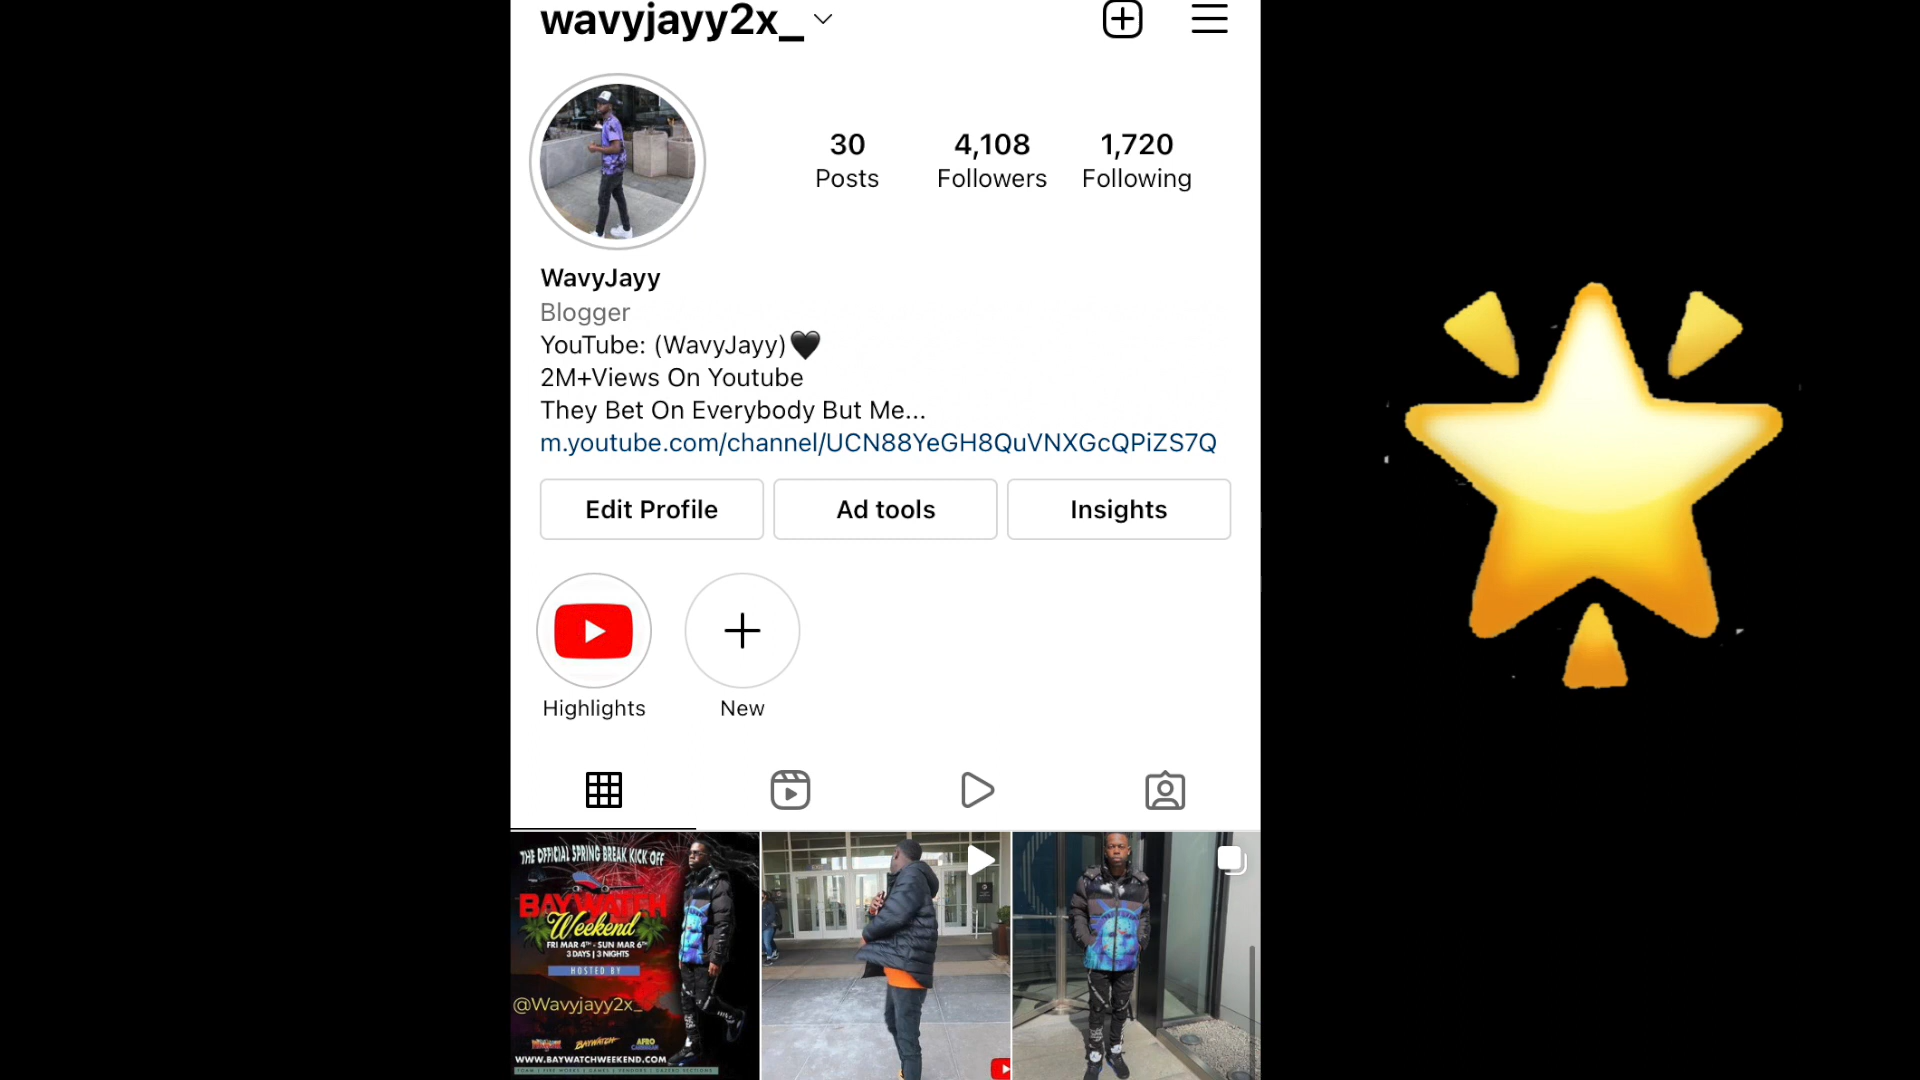 wavyjayy2x_
30
4,108
1,720
Posts
Followers
Following
WavyJayy
Blogger
YouTube: (WavyJayy)🖤
2M+Views On Youtube
They Bet On Everybody But Me...
m.youtube.com/channel/UCN88YeGH8QuVNXGcQPiZS7Q
Edit Profile
Ad tools
Insights
Highlights
New
THE OFFICIAL SPRING BREAK KICK OFF
BAYWATCH
Weekend
FRI MAR 4TH - SUN MAR 6TH
3 DAYS | 3 NIGHTS
HOSTED BY
@Wavyjayy2x_
BAYWATCH
AFRO
WWW.BAYWATCHWEEKEND.COM